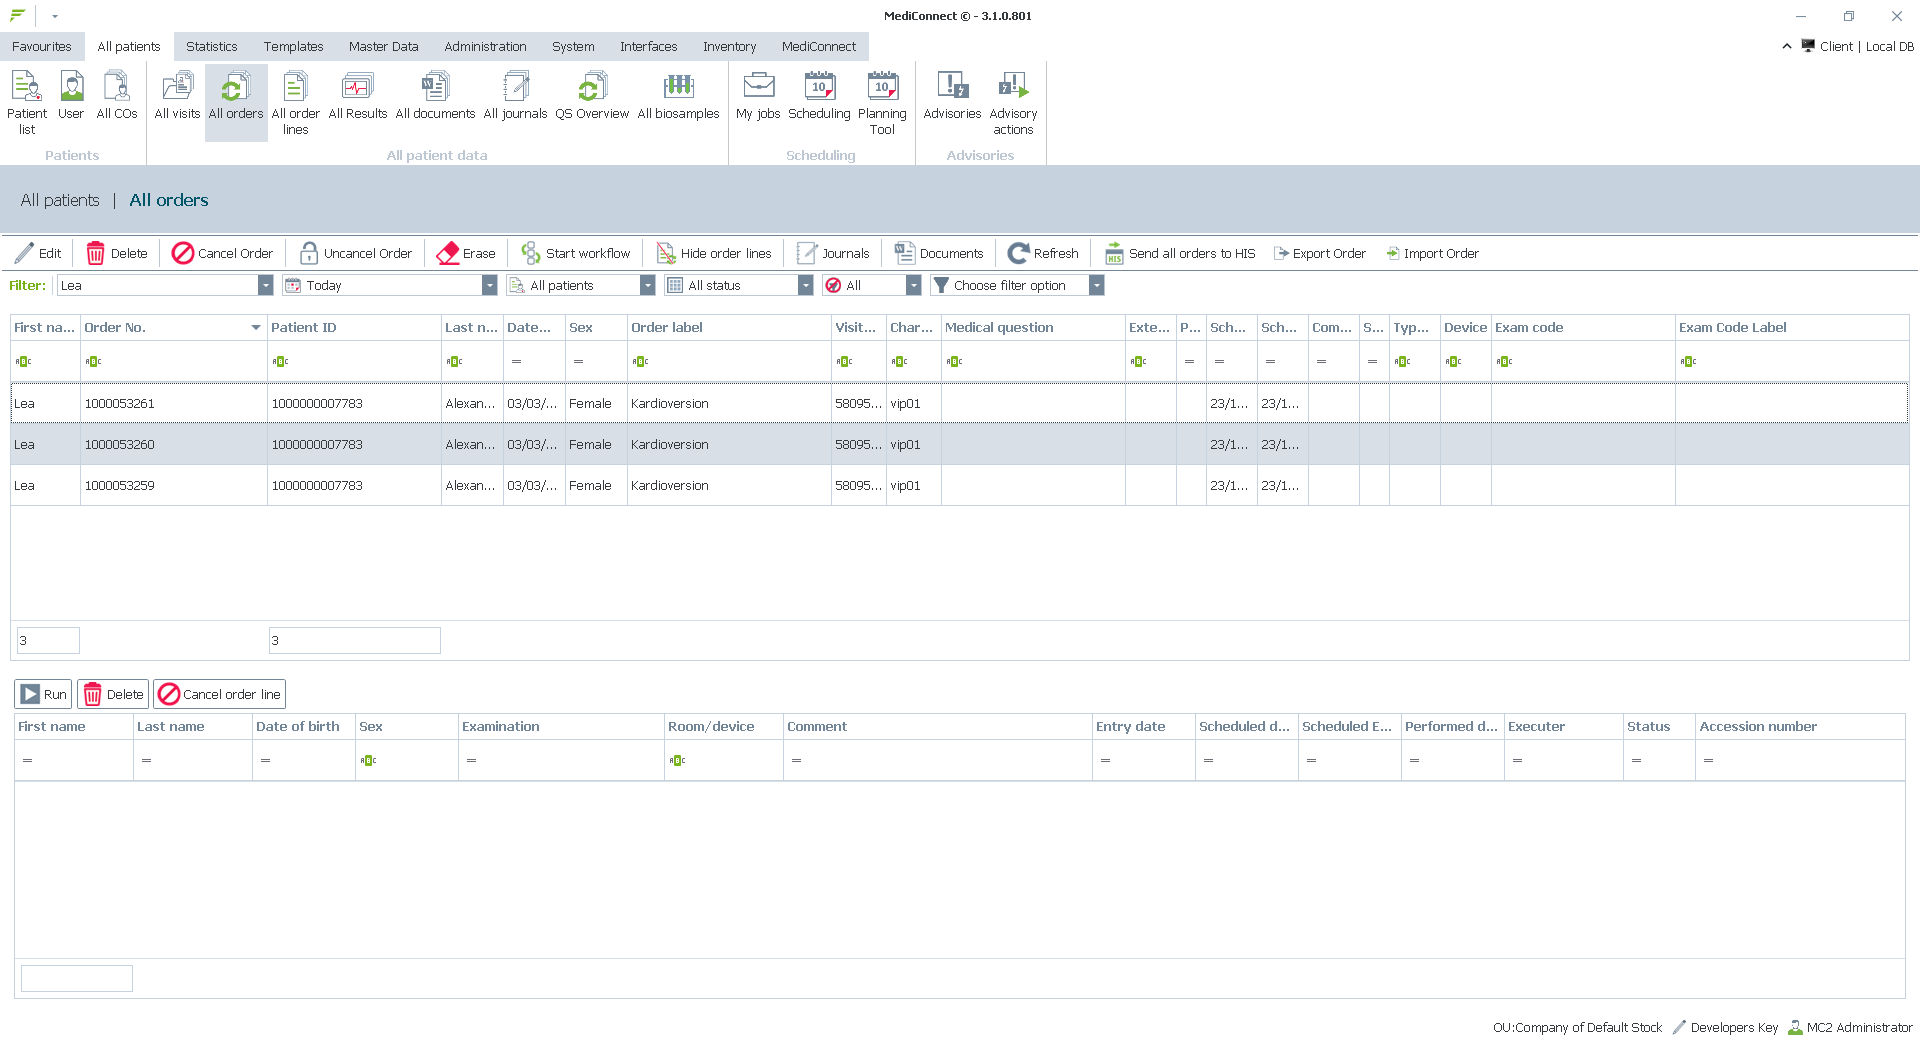 MediConnect © - 3.1.0.801
Favourites All patients Statistics Templates Master Data Administration System Interfaces Inventory MediConnect Client | Local DB
Patient list User All COs All visits All orders All order lines All Results All documents All journals QS Overview All biosamples My jobs Scheduling Planning Tool Advisories Advisory actions
Patients All patient data Scheduling Advisories
All patients | All orders
Edit Delete Cancel Order Uncancel Order Erase Start workflow Hide order lines Journals Documents Refresh Send all orders to HIS Export Order Import Order
Filter: Lea Today All patients All status All Choose filter option
First na... Order No. Patient ID Last n... Date... Sex Order label Visit... Char... Medical question Exte... P... Sch... Sch... Com... S... Typ... Device Exam code Exam Code Label
Lea 1000053261 1000000007783 Alexan... 03/03/... Female Kardioversion 58095... vip01 23/1... 23/1...
Lea 1000053260 1000000007783 Alexan... 03/03/... Female Kardioversion 58095... vip01 23/1... 23/1...
Lea 1000053259 1000000007783 Alexan... 03/03/... Female Kardioversion 58095... vip01 23/1... 23/1...
3 3
Run Delete Cancel order line
First name Last name Date of birth Sex Examination Room/device Comment Entry date Scheduled d... Scheduled E... Performed d... Executer Status Accession number
OU:Company of Default Stock Developers Key MC2 Administrator